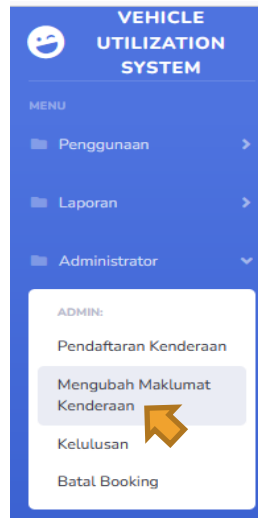 VEHICLE
UTILIZATION
SYSTEM
MENU
Penggunaan
Laporan
Administrator
ADMIN:
Pendaftaran Kenderaan
Mengubah Maklumat
Kenderaan
Kelulusan
Batal Booking